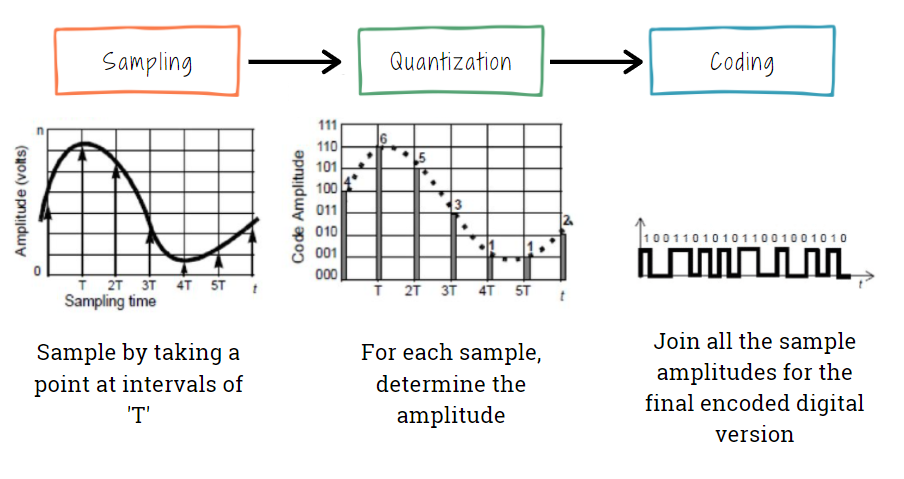 Sampling
Quantization
Coding
n
Amplitude (volts)
0
T 2T 3T 4T 5T t
Sampling time
Code Amplitude
111
110
101
100
011
010
001
000
4 6 5 3 1 1 2
T 2T 3T 4T 5T t
1 0 0 1 1 0 1 0 1 0 1 1 0 0 1 0 0 1 0 1 0
t
Sample by taking a
point at intervals of
'T'
For each sample,
determine the
amplitude
Join all the sample
amplitudes for the
final encoded digital
version